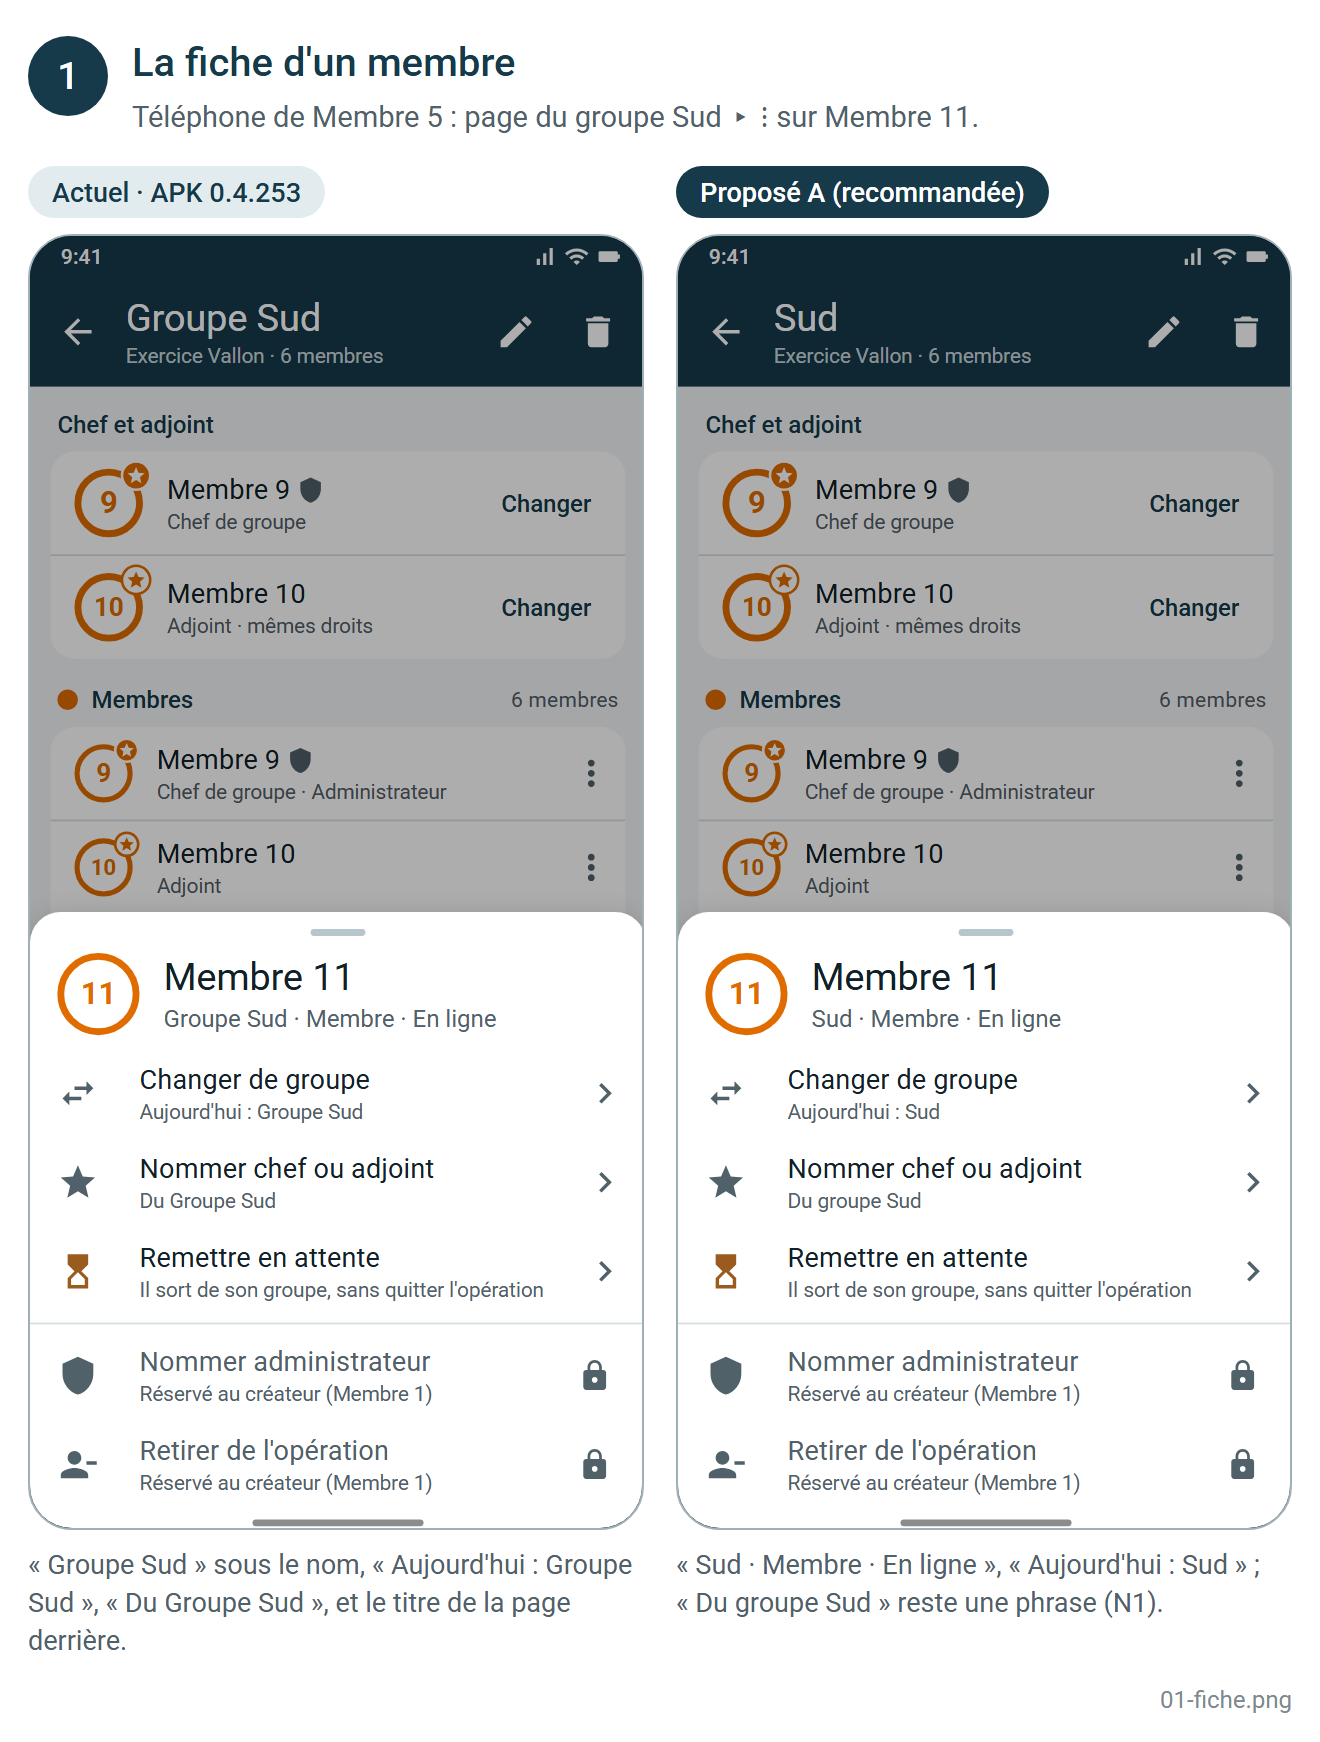 1
La fiche d'un membre
Téléphone de Membre 5 : page du groupe Sud ▸ ⋮ sur Membre 11.
Actuel · APK 0.4.253
9:41
Groupe Sud
Exercice Vallon · 6 membres
Chef et adjoint
9
Membre 9
Chef de groupe
Changer
10
Membre 10
Adjoint · mêmes droits
Changer
Membres
6 membres
9
Membre 9
Chef de groupe · Administrateur
10
Membre 10
Adjoint
11
Membre 11
Groupe Sud · Membre · En ligne
Changer de groupe
Aujourd'hui : Groupe Sud
Nommer chef ou adjoint
Du Groupe Sud
Remettre en attente
Il sort de son groupe, sans quitter l'opération
Nommer administrateur
Réservé au créateur (Membre 1)
Retirer de l'opération
Réservé au créateur (Membre 1)
« Groupe Sud » sous le nom, « Aujourd'hui : Groupe
Sud », « Du Groupe Sud », et le titre de la page
derrière.
Proposé A (recommandée)
9:41
Sud
Exercice Vallon · 6 membres
Chef et adjoint
9
Membre 9
Chef de groupe
Changer
10
Membre 10
Adjoint · mêmes droits
Changer
Membres
6 membres
9
Membre 9
Chef de groupe · Administrateur
10
Membre 10
Adjoint
11
Membre 11
Sud · Membre · En ligne
Changer de groupe
Aujourd'hui : Sud
Nommer chef ou adjoint
Du groupe Sud
Remettre en attente
Il sort de son groupe, sans quitter l'opération
Nommer administrateur
Réservé au créateur (Membre 1)
Retirer de l'opération
Réservé au créateur (Membre 1)
« Sud · Membre · En ligne », « Aujourd'hui : Sud » ;
« Du groupe Sud » reste une phrase (N1).
01-fiche.png